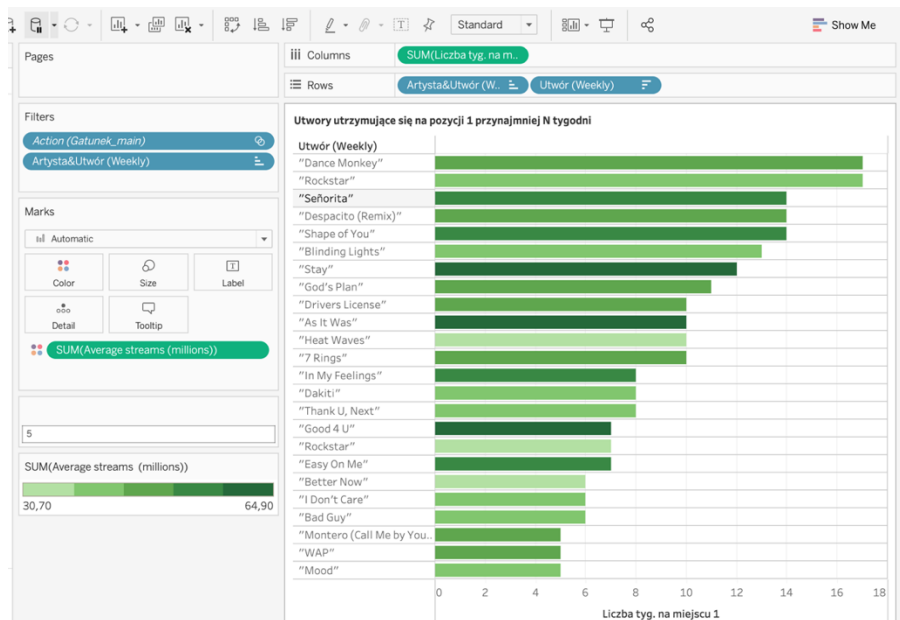 Standard
Show Me
Pages
Columns
SUM(Liczba tyg. na m..
Rows
Artysta&Utwór (W..
Utwór (Weekly)
Filters
Action (Gatunek_main)
Artysta&Utwór (Weekly)
Marks
Automatic
Color
Size
Label
Detail
Tooltip
SUM(Average streams (millions))
5
SUM(Average streams (millions))
30,70
64,90
Utwory utrzymujące się na pozycji 1 przynajmniej N tygodni
Utwór (Weekly)
"Dance Monkey"
"Rockstar"
"Señorita"
"Despacito (Remix)"
"Shape of You"
"Blinding Lights"
"Stay"
"God's Plan"
"Drivers License"
"As It Was"
"Heat Waves"
"7 Rings"
"In My Feelings"
"Dakiti"
"Thank U, Next"
"Good 4 U"
"Rockstar"
"Easy On Me"
"Better Now"
"I Don't Care"
"Bad Guy"
"Montero (Call Me by You..
"WAP"
"Mood"
0 2 4 6 8 10 12 14 16 18
Liczba tyg. na miejscu 1